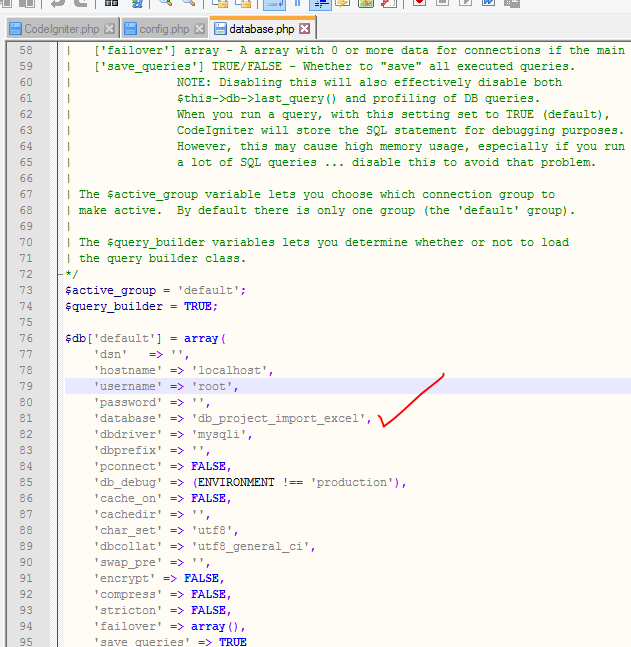 CodeIgniter.php config.php database.php
58 | ['failover'] array - A array with 0 or more data for connections if the main
59 | ['save_queries'] TRUE/FALSE - Whether to "save" all executed queries.
60 | NOTE: Disabling this will also effectively disable both
61 | $this->db->last_query() and profiling of DB queries.
62 | When you run a query, with this setting set to TRUE (default),
63 | CodeIgniter will store the SQL statement for debugging purposes.
64 | However, this may cause high memory usage, especially if you run
65 | a lot of SQL queries ... disable this to avoid that problem.
66 |
67 | The $active_group variable lets you choose which connection group to
68 | make active. By default there is only one group (the 'default' group).
69 |
70 | The $query_builder variables lets you determine whether or not to load
71 | the query builder class.
72 */
73 $active_group = 'default';
74 $query_builder = TRUE;
75
76 $db['default'] = array(
77 'dsn' => '',
78 'hostname' => 'localhost',
79 'username' => 'root',
80 'password' => '',
81 'database' => 'db_project_import_excel',
82 'dbdriver' => 'mysqli',
83 'dbprefix' => '',
84 'pconnect' => FALSE,
85 'db_debug' => (ENVIRONMENT !== 'production'),
86 'cache_on' => FALSE,
87 'cachedir' => '',
88 'char_set' => 'utf8',
89 'dbcollat' => 'utf8_general_ci',
90 'swap_pre' => '',
91 'encrypt' => FALSE,
92 'compress' => FALSE,
93 'stricton' => FALSE,
94 'failover' => array(),
95 'save_queries' => TRUE